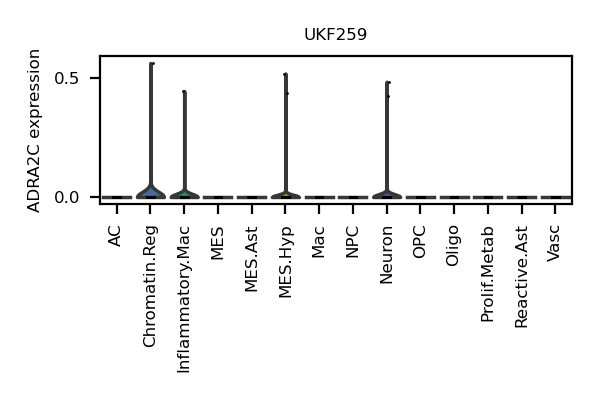 UKF259
ADRA2C expression
0.5
0.0
AC
Chromatin.Reg
Inflammatory.Mac
MES
MES.Ast
MES.Hyp
Mac
NPC
Neuron
OPC
Oligo
Prolif.Metab
Reactive.Ast
Vasc